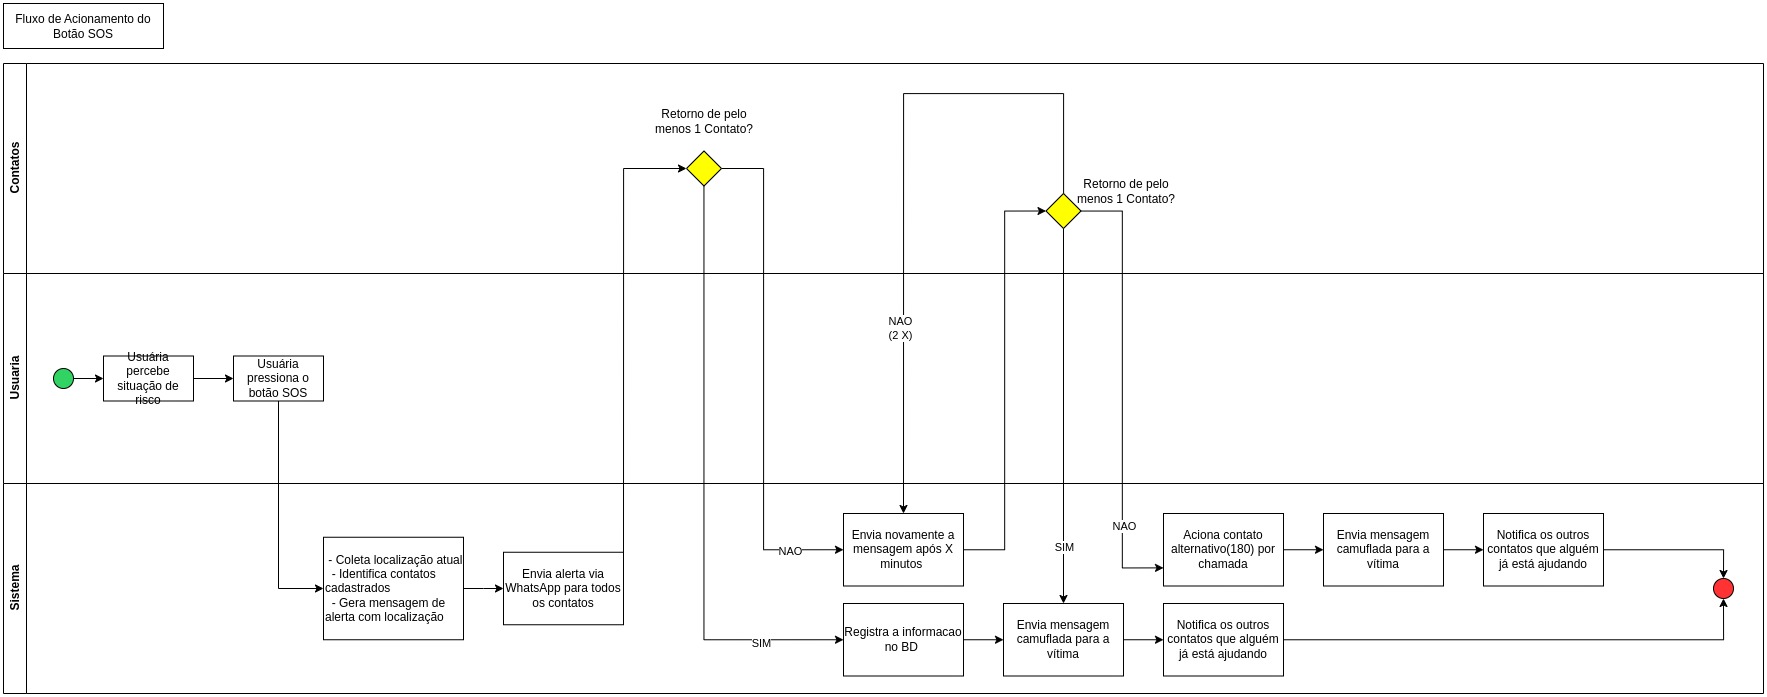 Fluxo de Acionamento do
Botão SOS
Contatos
Retorno de pelo
menos 1 Contato?
Retorno de pelo
menos 1 Contato?
Usuaria
Usuária
percebe
situação de
risco
Usuária
pressiona o
botão SOS
NAO
(2 X)
Sistema
- Coleta localização atual
- Identifica contatos
cadastrados
- Gera mensagem de
alerta com localização
Envia alerta via
WhatsApp para todos
os contatos
NAO
SIM
Envia novamente a
mensagem após X
minutos
Registra a informacao
no BD
SIM
NAO
Envia mensagem
camuflada para a
vítima
Aciona contato
alternativo(180) por
chamada
Envia mensagem
camuflada para a
vítima
Notifica os outros
contatos que alguém
já está ajudando
Notifica os outros
contatos que alguém
já está ajudando